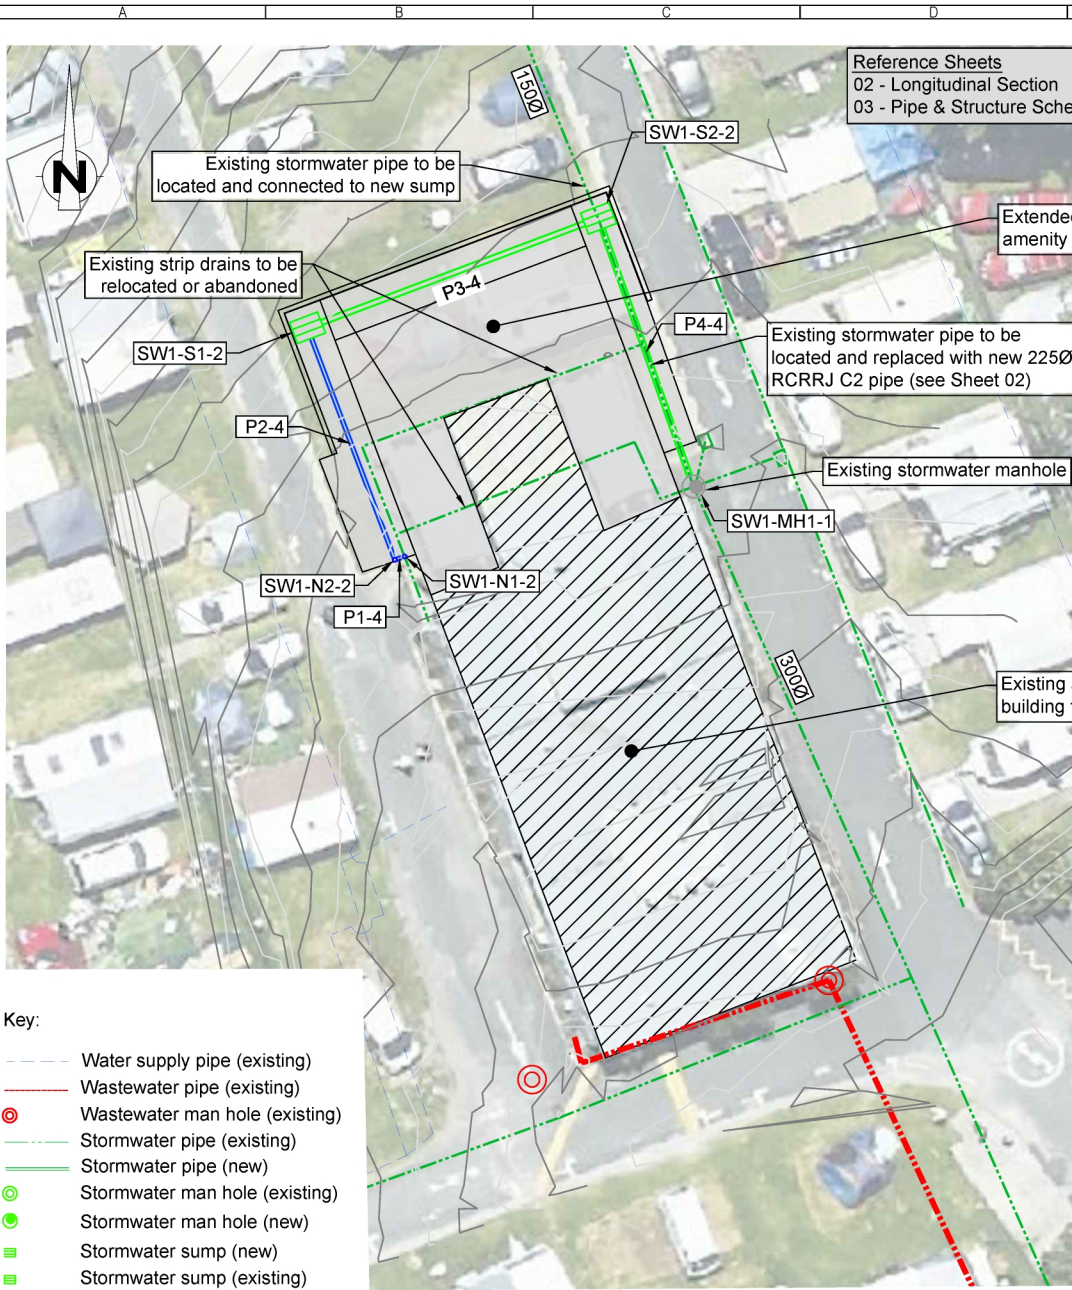 A B C D
Reference Sheets
02 - Longitudinal Section
03 - Pipe & Structure Sche
150Ø
SW1-S2-2
Existing stormwater pipe to be
located and connected to new sump
N
Extended
amenity
Existing strip drains to be
relocated or abandoned
P3-4
P4-4
SW1-S1-2
Existing stormwater pipe to be
located and replaced with new 225Ø
RCRRJ C2 pipe (see Sheet 02)
P2-4
Existing stormwater manhole
SW1-MH1-1
SW1-N2-2
SW1-N1-2
P1-4
300Ø
Existing
building
Key:
Water supply pipe (existing)
Wastewater pipe (existing)
Wastewater man hole (existing)
Stormwater pipe (existing)
Stormwater pipe (new)
Stormwater man hole (existing)
Stormwater man hole (new)
Stormwater sump (new)
Stormwater sump (existing)